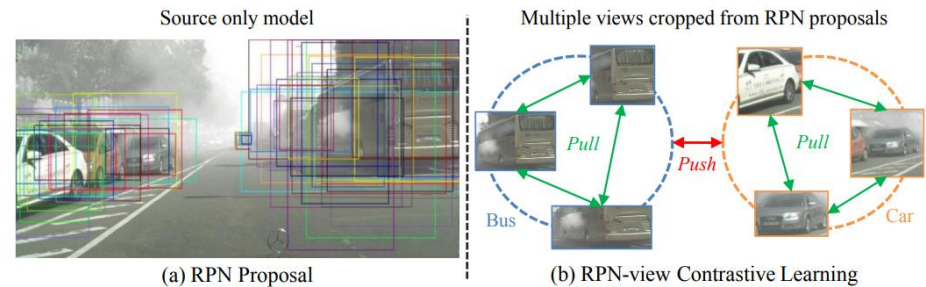 Source only model
(a) RPN Proposal
Multiple views cropped from RPN proposals
Pull
Push
Pull
Bus
Car
(b) RPN-view Contrastive Learning